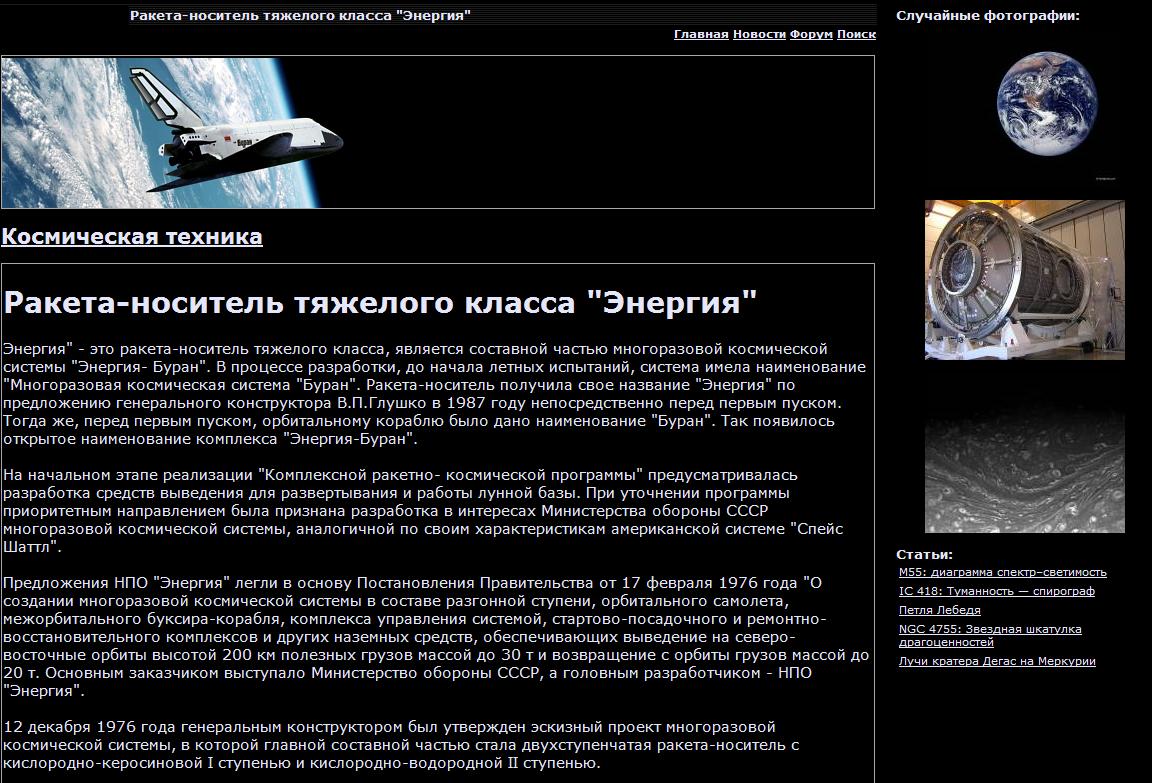 Ракета-носитель тяжелого класса "Энергия"
Главная Новости Форум Поиск
Буран
Космическая техника
Ракета-носитель тяжелого класса "Энергия"
Энергия" - это ракета-носитель тяжелого класса, является составной частью многоразовой космической
системы "Энергия- Буран". В процессе разработки, до начала летных испытаний, система имела наименование
"Многоразовая космическая система "Буран". Ракета-носитель получила свое название "Энергия" по
предложению генерального конструктора В.П.Глушко в 1987 году непосредственно перед первым пуском.
Тогда же, перед первым пуском, орбитальному кораблю было дано наименование "Буран". Так появилось
открытое наименование комплекса "Энергия-Буран".
На начальном этапе реализации "Комплексной ракетно- космической программы" предусматривалась
разработка средств выведения для развертывания и работы лунной базы. При уточнении программы
приоритетным направлением была признана разработка в интересах Министерства обороны СССР
многоразовой космической системы, аналогичной по своим характеристикам американской системе "Спейс
Шаттл".
Предложения НПО "Энергия" легли в основу Постановления Правительства от 17 февраля 1976 года "О
создании многоразовой космической системы в составе разгонной ступени, орбитального самолета,
межорбитального буксира-корабля, комплекса управления системой, стартово-посадочного и ремонтно-
восстановительного комплексов и других наземных средств, обеспечивающих выведение на северо-
восточные орбиты высотой 200 км полезных грузов массой до 30 т и возвращение с орбиты грузов массой до
20 т. Основным заказчиком выступало Министерство обороны СССР, а головным разработчиком - НПО
"Энергия".
12 декабря 1976 года генеральным конструктором был утвержден эскизный проект многоразовой
космической системы, в которой главной составной частью стала двухступенчатая ракета-носитель с
кислородно-керосиновой I ступенью и кислородно-водородной II ступенью.
Случайные фотографии:
Статьи:
M55: диаграмма спектр–светимость
IC 418: Туманность — спирограф
Петля Лебедя
NGC 4755: Звездная шкатулка
драгоценностей
Лучи кратера Дегас на Меркурии